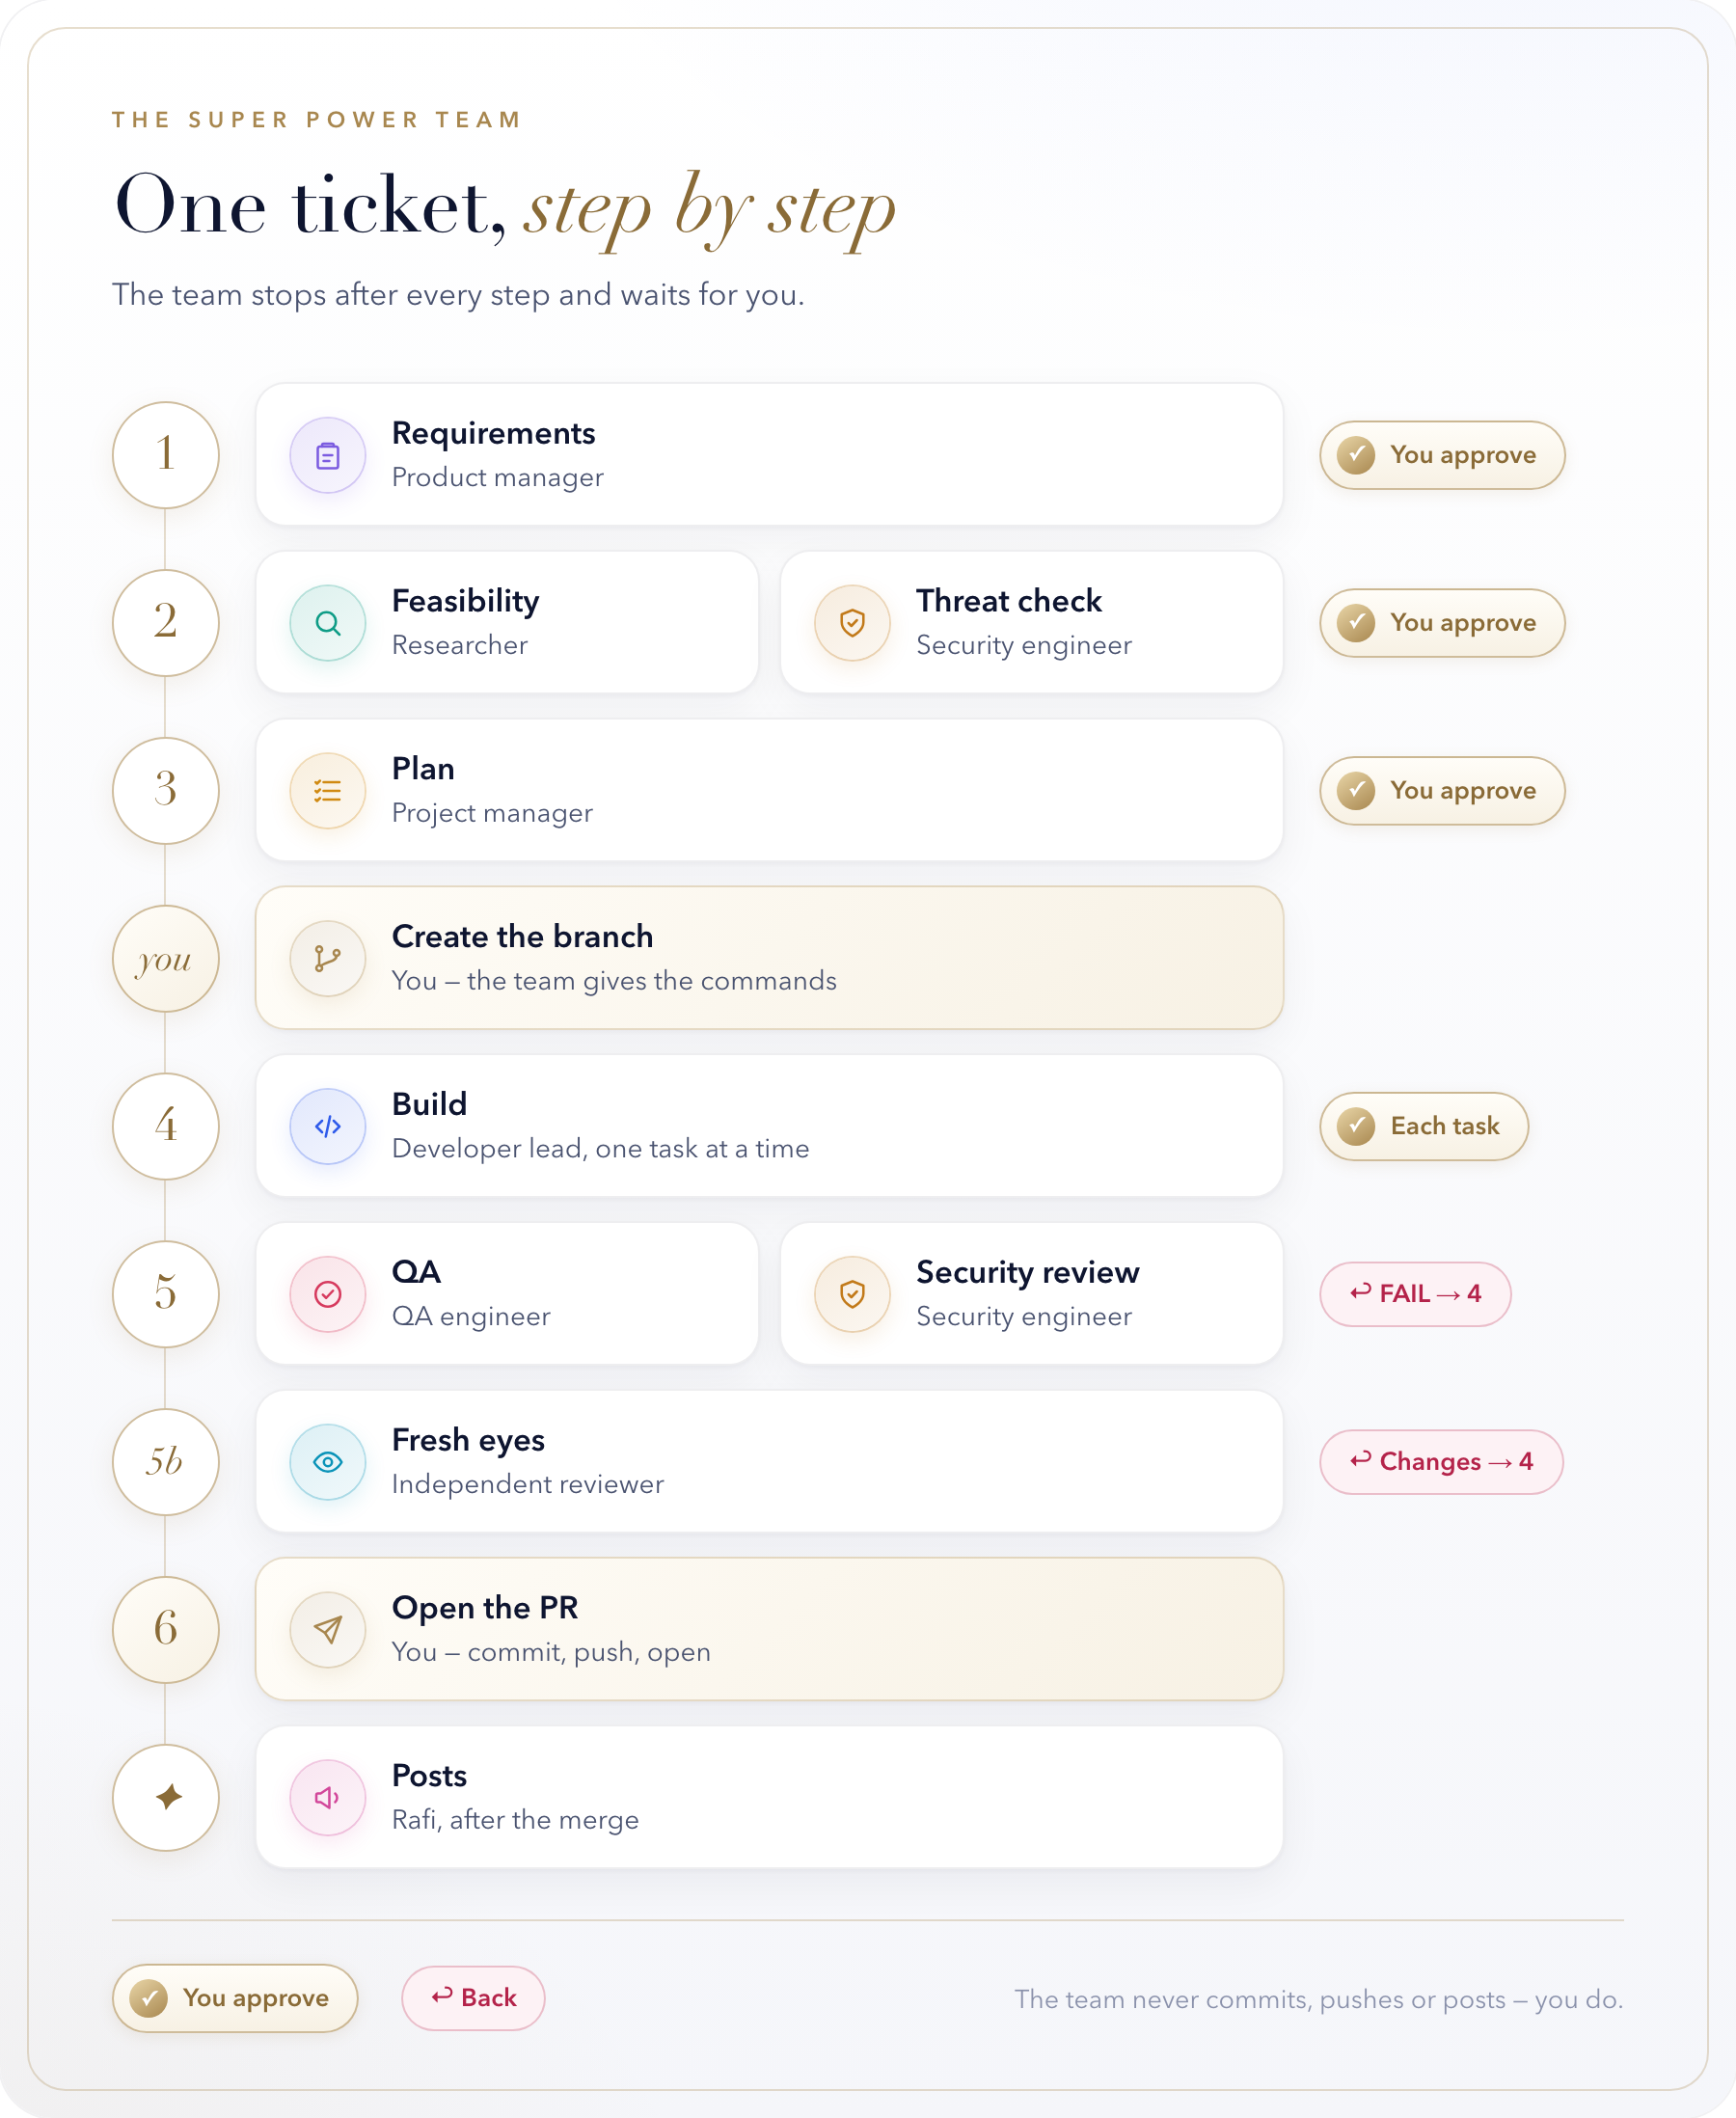 THE SUPER POWER TEAM
One ticket, step by step
The team stops after every step and waits for you.
1
Requirements
Product manager
You approve
2
Feasibility
Researcher
Threat check
Security engineer
You approve
3
Plan
Project manager
You approve
you
Create the branch
You – the team gives the commands
4
Build
Developer lead, one task at a time
Each task
5
QA
QA engineer
Security review
Security engineer
↩ FAIL → 4
5b
Fresh eyes
Independent reviewer
↩ Changes → 4
6
Open the PR
You – commit, push, open
Posts
Rafi, after the merge
You approve
↩ Back
The team never commits, pushes or posts – you do.